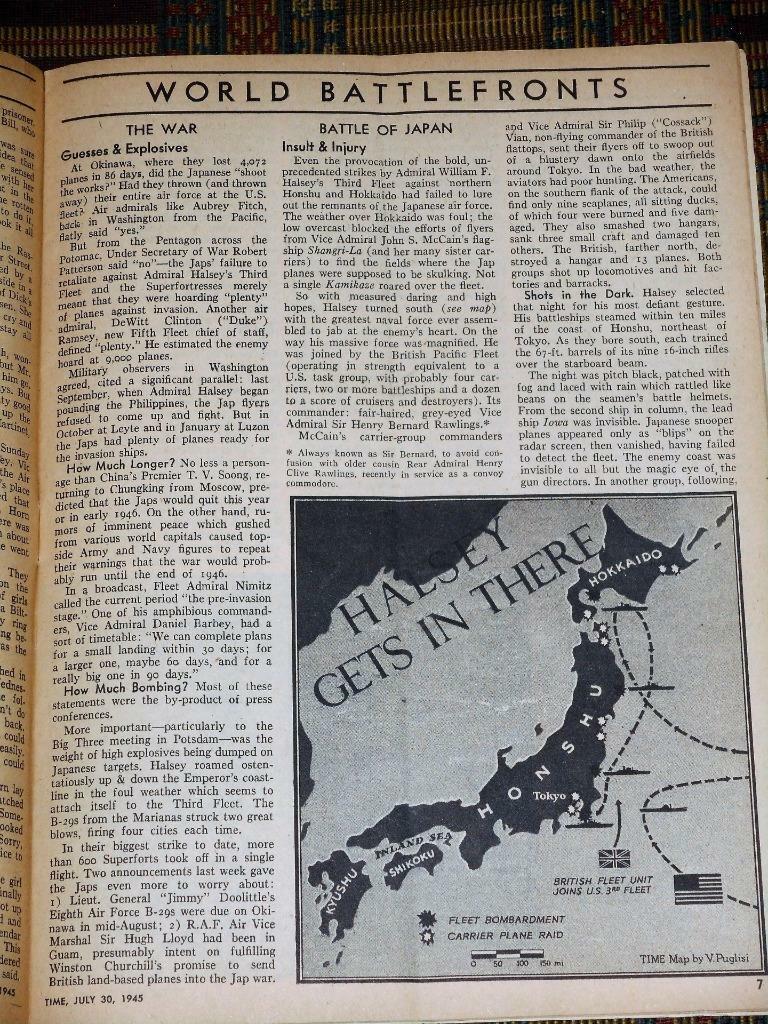 WORLD BATTLEFRONTS
THE WAR
Guesses & Explosives
At Okinawa, where they lost 4,072
planes in 86 days, did the Japanese "shoot
the works?" Had they thrown (and thrown
away) their entire air force at the U.S.
fleet? Air admirals like Aubrey Fitch,
back in Washington from the Pacific,
flatly said "yes."
But from the Pentagon across the
Potomac, Under Secretary of War Robert
Patterson said "no"—the Japs' failure to
retaliate against Admiral Halsey's Third
Fleet and the Superfortresses merely
meant that they were hoarding "plenty"
of planes against invasion. Another air
admiral, DeWitt Clinton ("Duke")
Ramsey, new Fifth Fleet chief of staff,
defined "plenty." He estimated the enemy
hoard at 9,000 planes.
Military observers in Washington
agreed, cited a significant parallel: last
September, when Admiral Halsey began
pounding the Philippines, the Jap flyers
refused to come up and fight. But in
October at Leyte and in January at Luzon
the Japs had plenty of planes ready for
the invasion ships.
How Much Longer? No less a person-
age than China's Premier T. V. Soong, re-
turning to Chungking from Moscow, pre-
dicted that the Japs would quit this year
or in early 1946. On the other hand, ru-
mors of imminent peace which gushed
from various world capitals caused top-
side Army and Navy figures to repeat
their warnings that the war would prob-
ably run until the end of 1946.
In a broadcast, Fleet Admiral Nimitz
called the current period "the pre-invasion
stage." One of his amphibious command-
ers, Vice Admiral Daniel Barbey, had a
sort of timetable: "We can complete plans
for a small landing within 30 days; for
a larger one, maybe 60 days, and for a
really big one in 90 days."
How Much Bombing? Most of these
statements were the by-product of press
conferences.
More important—particularly to the
Big Three meeting in Potsdam—was the
weight of high explosives being dumped on
Japanese targets. Halsey roamed osten-
tatiously up & down the Emperor's coast-
line in the foul weather which seems to
attach itself to the Third Fleet. The
B-29s from the Marianas struck two great
blows, firing four cities each time.
In their biggest strike to date, more
than 600 Superforts took off in a single
flight. Two announcements last week gave
the Japs even more to worry about:
1) Lieut. General "Jimmy" Doolittle's
Eighth Air Force B-29s were due on Oki-
nawa in mid-August; 2) R.A.F. Air Vice
Marshal Sir Hugh Lloyd had been in
Guam, presumably intent on fulfilling
Winston Churchill's promise to send
British land-based planes into the Jap war.
BATTLE OF JAPAN
Insult & Injury
Even the provocation of the bold, un-
precedented strikes by Admiral William F.
Halsey's Third Fleet against northern
Honshu and Hokkaido had failed to lure
out the remnants of the Japanese air force.
The weather over Hokkaido was foul; the
low overcast blocked the efforts of flyers
from Vice Admiral John S. McCain's flag-
ship Shangri-La (and her many sister car-
riers) to find the fields where the Jap
planes were supposed to be skulking. Not
a single Kamikaze roared over the fleet.
So with measured daring and high
hopes, Halsey turned south (see map)
with the greatest naval force ever assem-
bled to jab at the enemy's heart. On the
way his massive force was magnified. He
was joined by the British Pacific Fleet
(operating in strength equivalent to a
U.S. task group, with probably four car-
riers, two or more battleships and a dozen
to a score of cruisers and destroyers). Its
commander: fair-haired, grey-eyed Vice
Admiral Sir Henry Bernard Rawlings.*
McCain's carrier-group commanders
* Always known as Sir Bernard, to avoid con-
fusion with older cousin Rear Admiral Henry
Clive Rawlings, recently in service as a convoy
commodore.
and Vice Admiral Sir Philip ("Cossack")
Vian, non-flying commander of the British
flattops, sent their flyers off to swoop out
of a blustery dawn onto the airfields
around Tokyo. In the bad weather, the
aviators had poor hunting. The Americans,
on the southern flank of the attack, could
find only nine seaplanes, all sitting ducks,
of which four were burned and five dam-
aged. They also smashed two hangars,
sank three small craft and damaged ten
others. The British, farther north, de-
stroyed a hangar and 13 planes. Both
groups shot up locomotives and hit fac-
tories and barracks.
Shots in the Dark. Halsey selected
that night for his most defiant gesture.
His battleships steamed within ten miles
of the coast of Honshu, northeast of
Tokyo. As they bore south, each trained
the 67-ft. barrels of its nine 16-inch rifles
over the starboard beam.
The night was pitch black, patched with
fog and laced with rain which rattled like
beans on the seamen's battle helmets.
From the second ship in column, the lead
ship Iowa was invisible. Japanese snooper
planes appeared only as "blips" on the
radar screen, then vanished, having failed
to detect the fleet. The enemy coast was
invisible to all but the magic eye of the
gun directors. In another group, following,
HALSEY
GETS IN THERE
HOKKAIDO
HONSHU
Tokyo
INLAND SEA
SHIKOKU
KYUSHU
BRITISH FLEET UNIT
JOINS U.S. 3RD FLEET
FLEET BOMBARDMENT
CARRIER PLANE RAID
0 50 100 150 mi
TIME Map by V. Puglisi
TIME, JULY 30, 1945
7